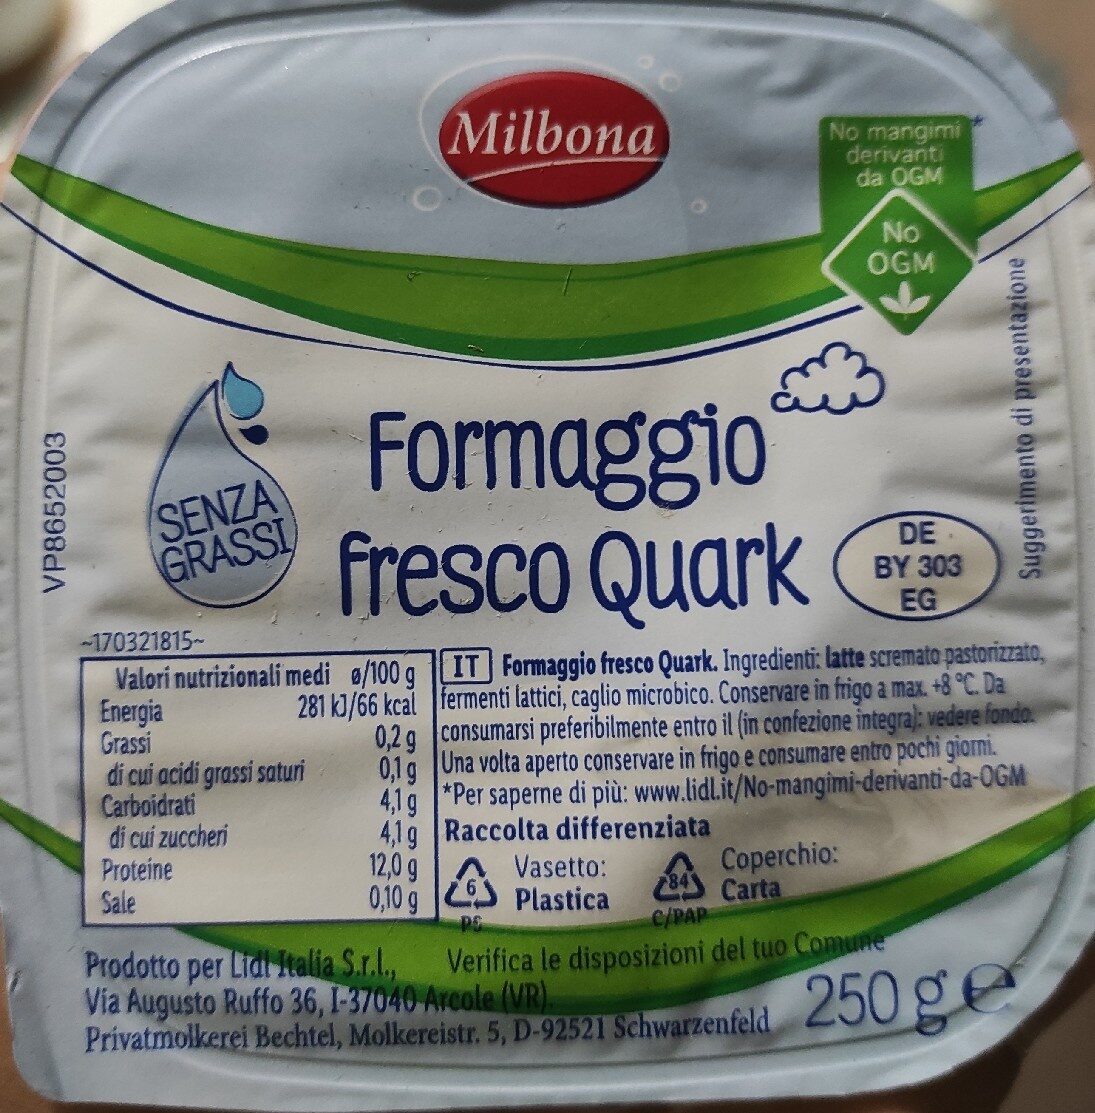 Milbona
No mangimi
derivanti
da OGM
No
OGM
Suggerimento di presentazione
SENZA
GRASSI
Formaggio
fresco Quark
DE
BY 303
EG
VP8652003
~170321815~
Valori nutrizionali medi ø/100 g
Energia 281 kJ/66 kcal
Grassi 0,2 g
di cui acidi grassi saturi 0,1 g
Carboidrati 4,1 g
di cui zuccheri 4,1 g
Proteine 12,0 g
Sale 0,10 g
IT Formaggio fresco Quark. Ingredienti: latte scremato pastorizzato,
fermenti lattici, caglio microbico. Conservare in frigo a max. +8 °C. Da
consumarsi preferibilmente entro il (in confezione integra): vedere fondo.
Una volta aperto conservare in frigo e consumare entro pochi giorni.
*Per saperne di più: www.lidl.it/No-mangimi-derivanti-da-OGM
Raccolta differenziata
Vasetto:
Plastica
6
PS
Coperchio:
Carta
84
C/PAP
Verifica le disposizioni del tuo Comune
Prodotto per Lidl Italia S.r.l.,
Via Augusto Ruffo 36, I-37040 Arcole (VR).
Privatmolkerei Bechtel, Molkereistr. 5, D-92521 Schwarzenfeld
250 g e